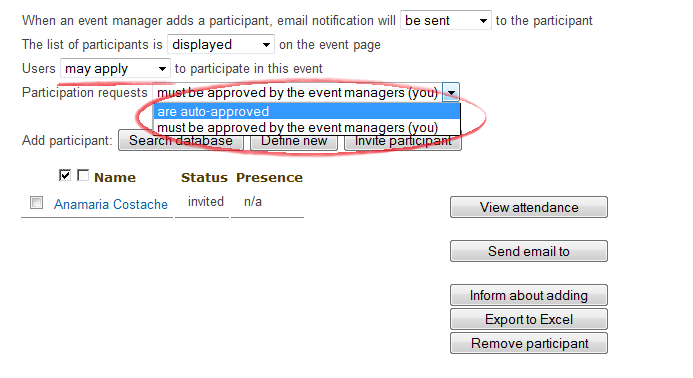 When an event manager adds a participant, email notification will be sent to the participant
The list of participants is displayed on the event page
Users may apply to participate in this event
Participation requests must be approved by the event managers (you)
are auto-approved
must be approved by the event managers (you)
Add participant: Search database Define new Invite participant
Name Status Presence
Anamaria Costache invited n/a
View attendance
Send email to
Inform about adding
Export to Excel
Remove participant